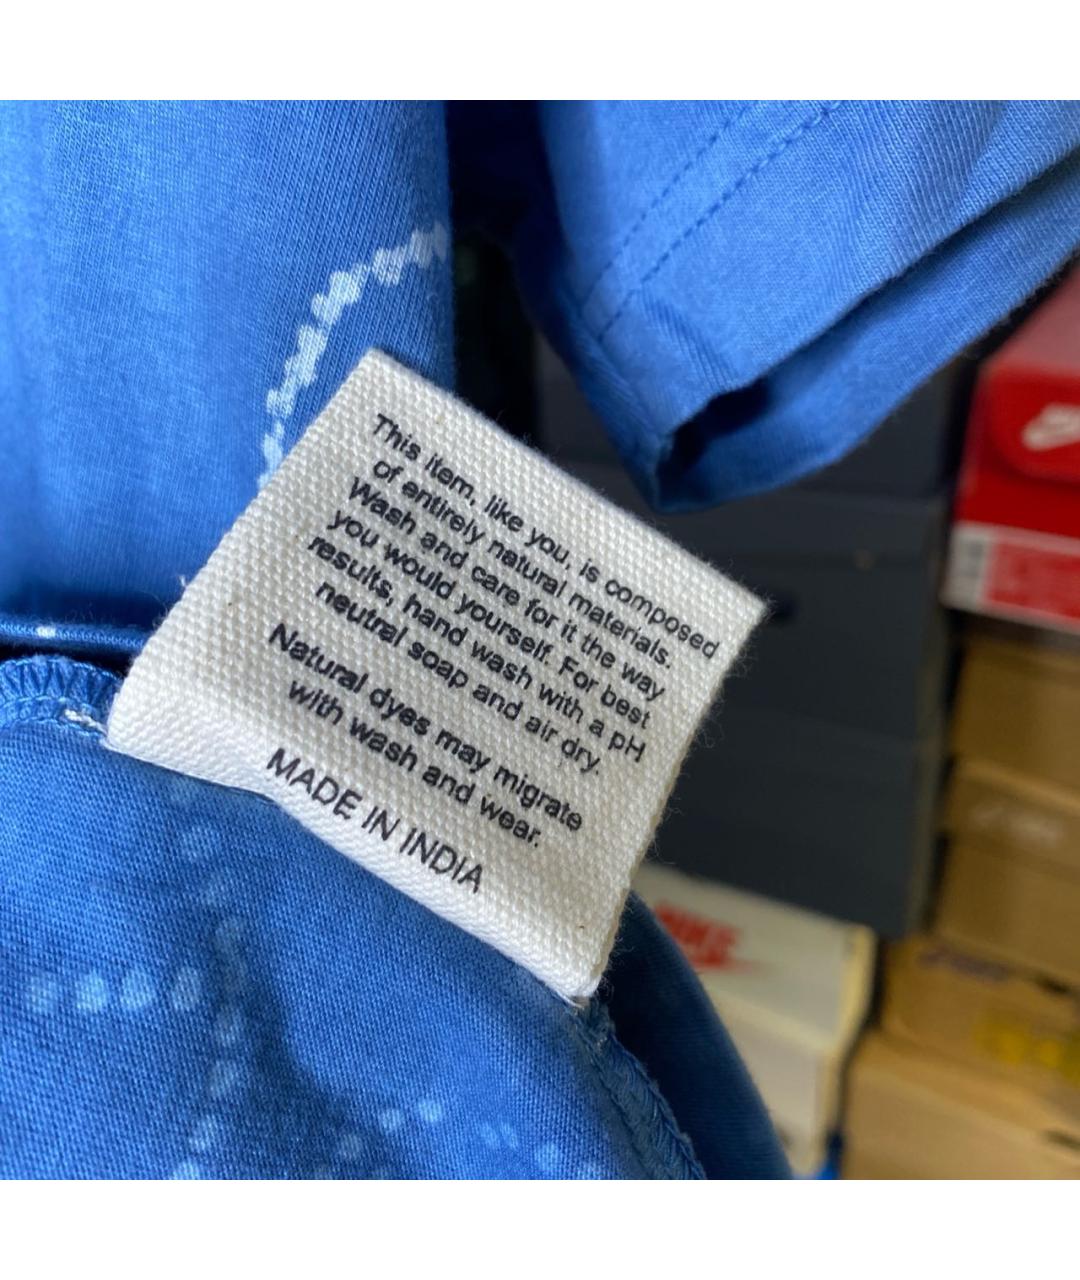 This item, like you, is composed
of entirely natural materials.
Wash and care for it the way
you would yourself. For best
results, hand wash with a pH
neutral soap and air dry.
Natural dyes may migrate
with wash and wear.
MADE IN INDIA
NIKE